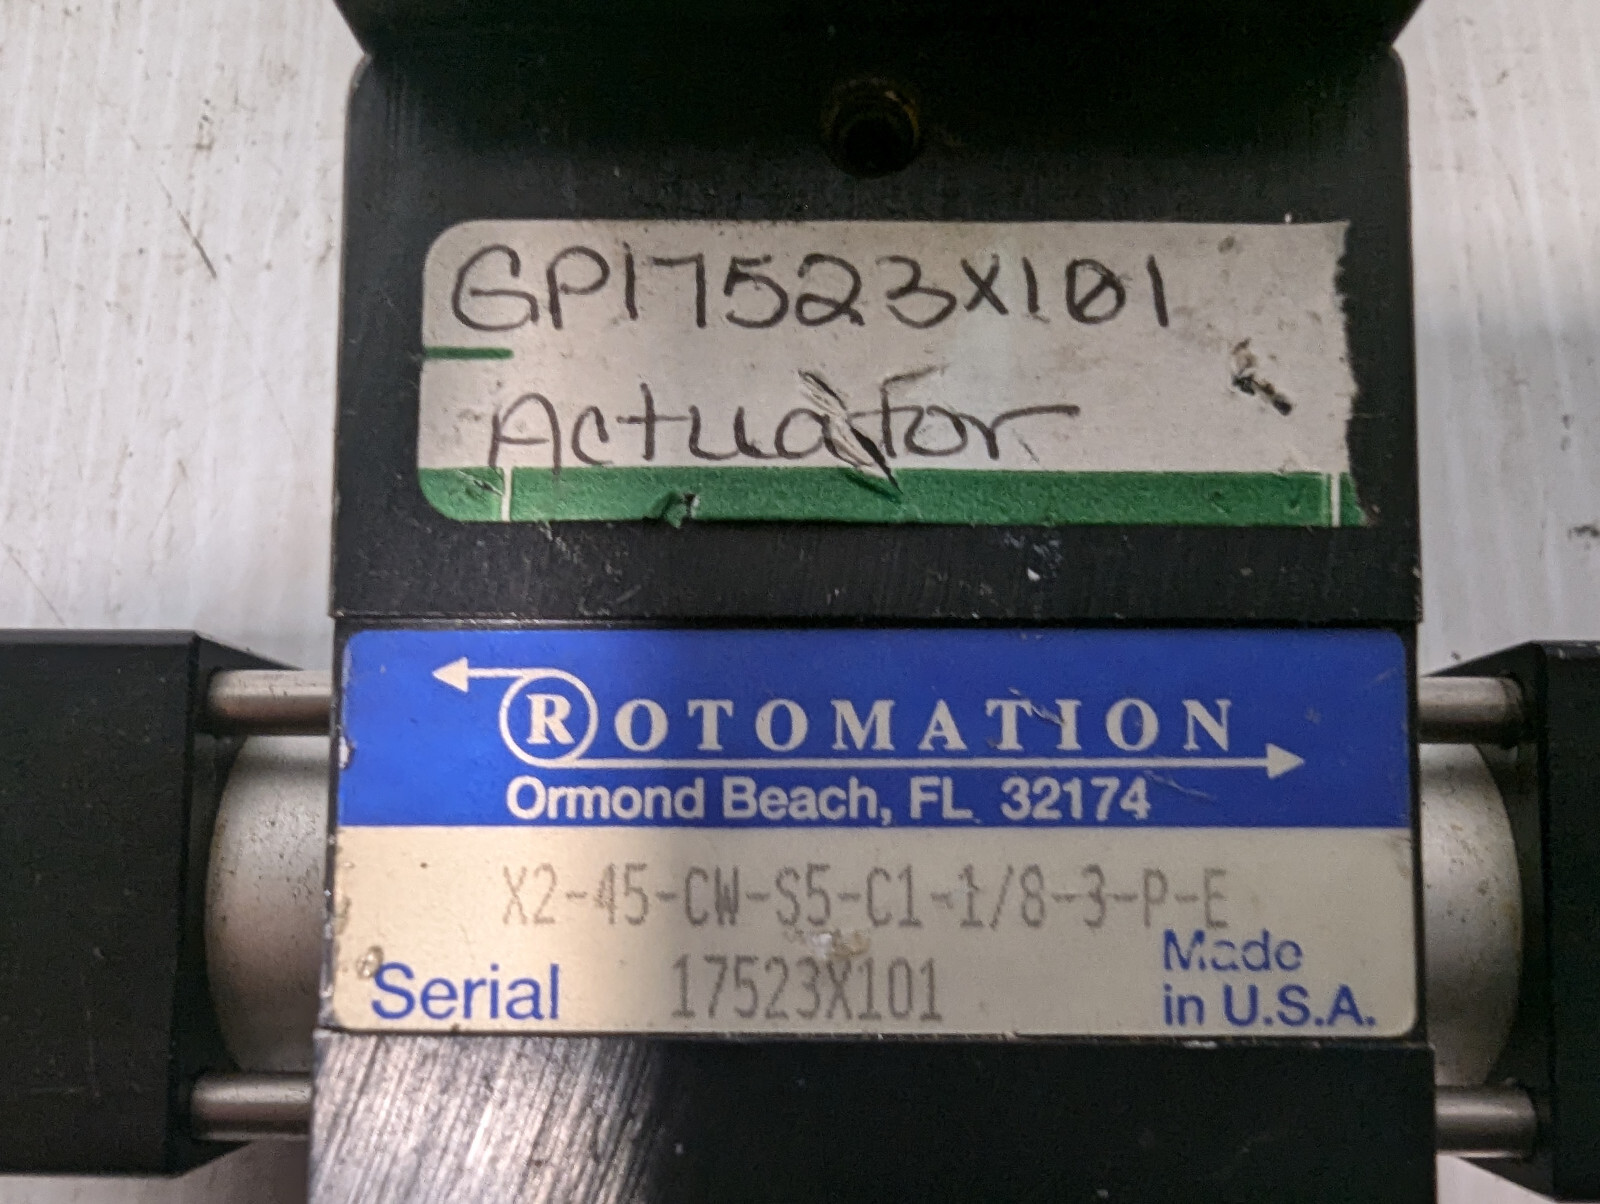 GP17523X101
Actuator
ROTOMATION
Ormond Beach, FL 32174
X2-45-CW-S5-C1-1/8-3-P-E
Serial 17523X101
Made
in U.S.A.